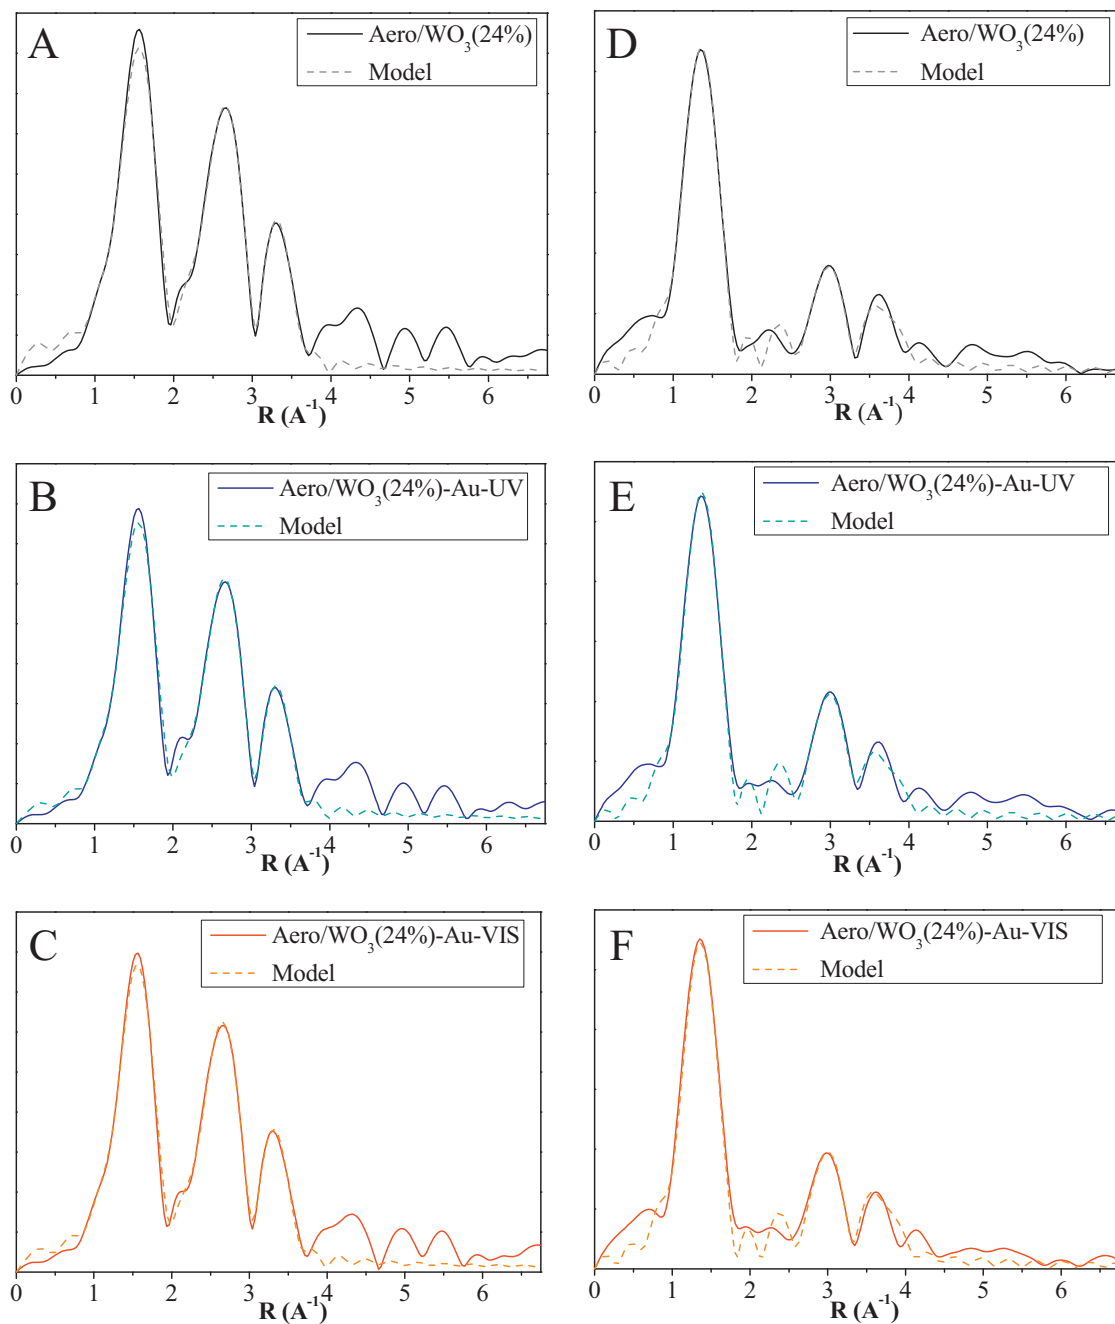 A
Aero/WO3(24%)
Model
0 1 2 3 4 5 6
R (A-1)
D
Aero/WO3(24%)
Model
0 1 2 3 4 5 6
R (A-1)
B
Aero/WO3(24%)-Au-UV
Model
0 1 2 3 4 5 6
R (A-1)
E
Aero/WO3(24%)-Au-UV
Model
0 1 2 3 4 5 6
R (A-1)
C
Aero/WO3(24%)-Au-VIS
Model
0 1 2 3 4 5 6
R (A-1)
F
Aero/WO3(24%)-Au-VIS
Model
0 1 2 3 4 5 6
R (A-1)